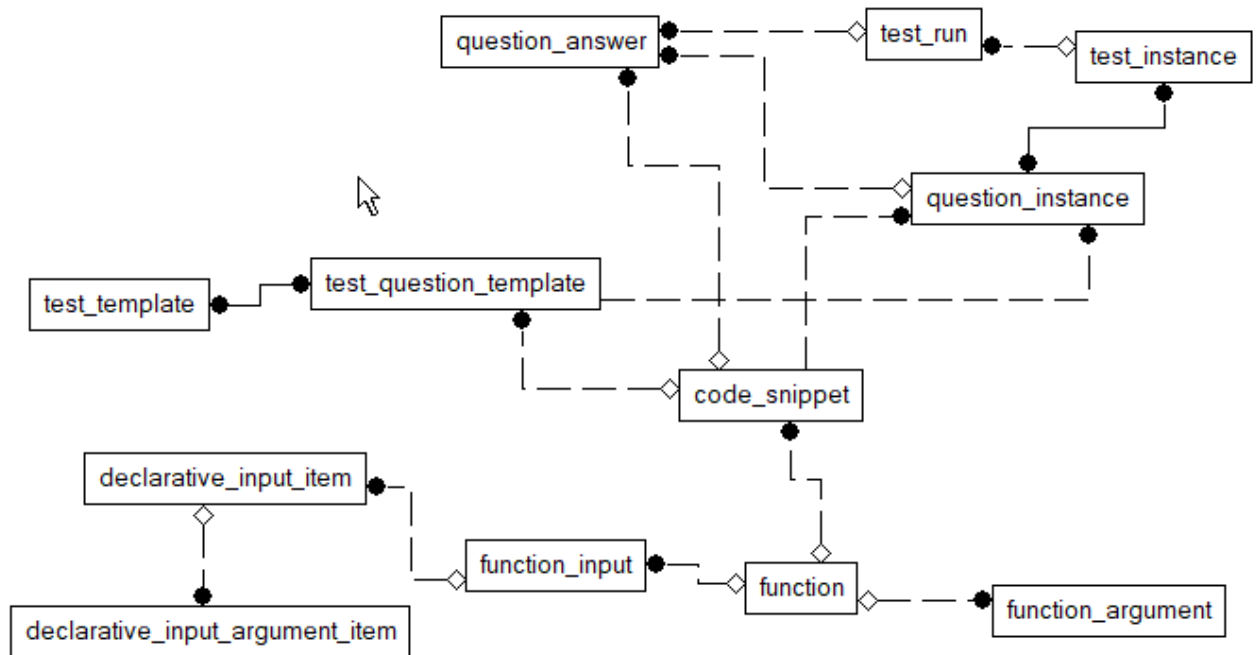 question_answer
test_run
test_instance
question_instance
test_question_template
test_template
code_snippet
declarative_input_item
function_input
function
function_argument
declarative_input_argument_item